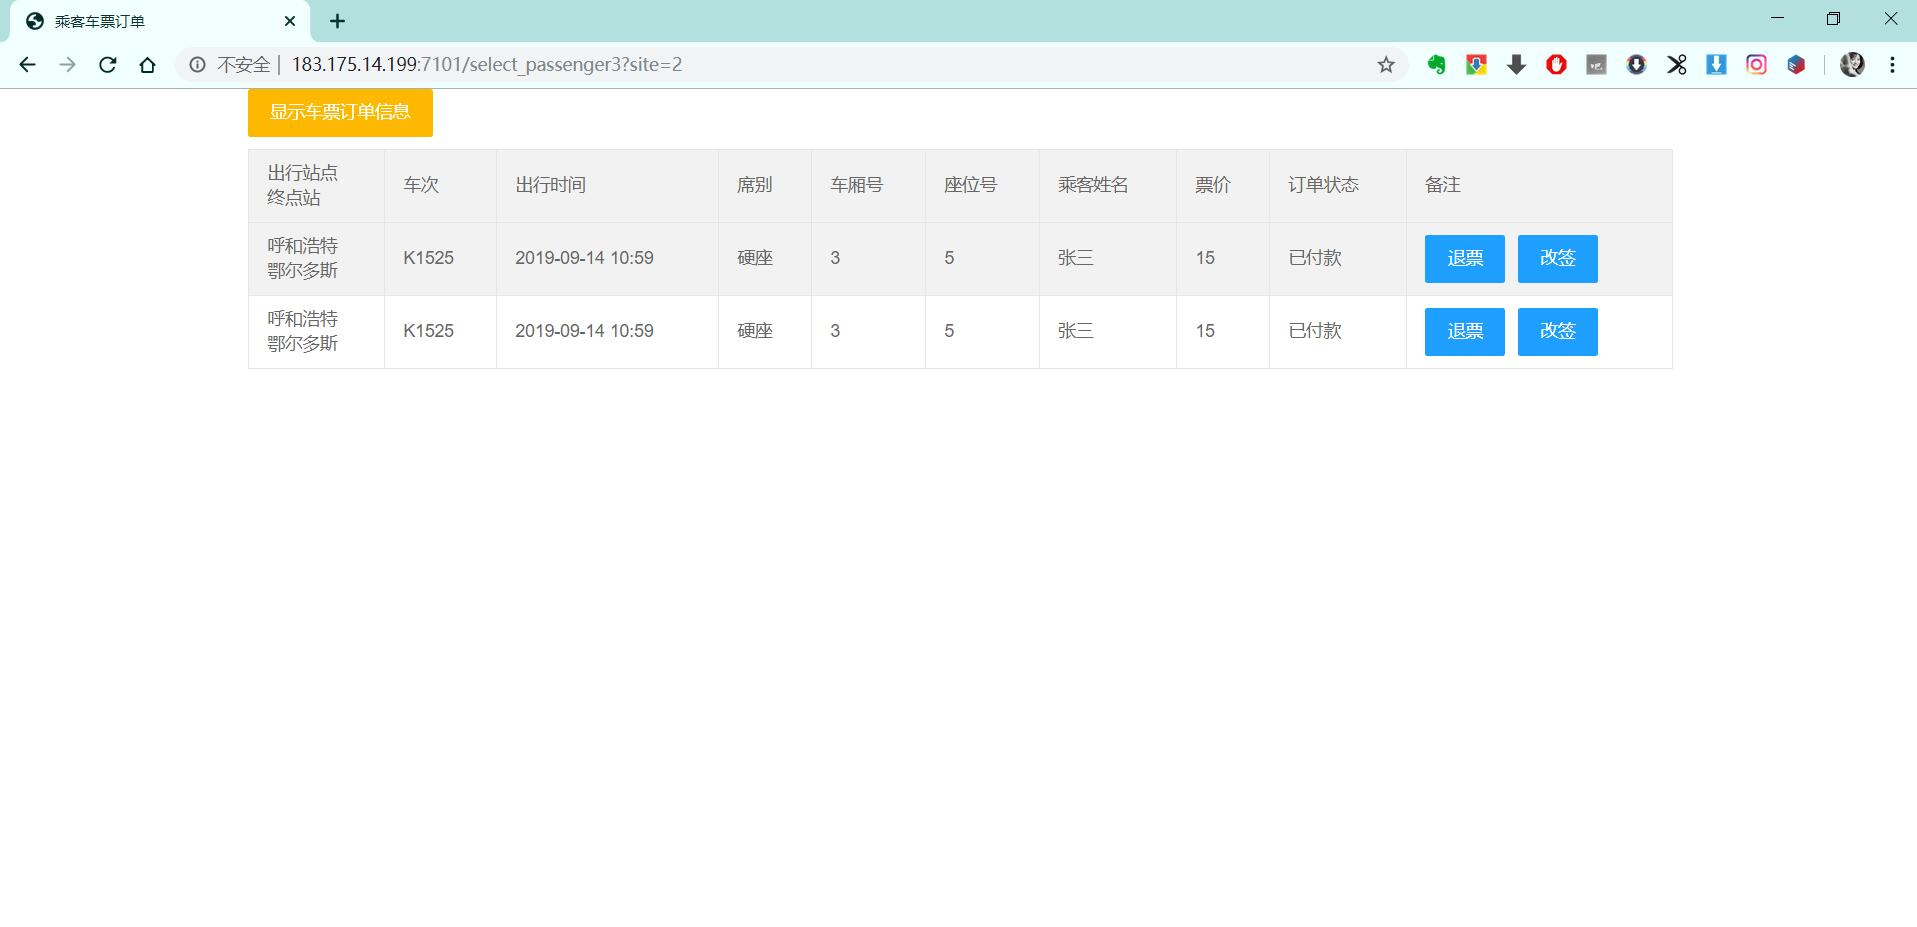 乘客车票订单
不安全 | 183.175.14.199:7101/select_passenger3?site=2
显示车票订单信息
出行站点
终点站
车次
出行时间
席别
车厢号
座位号
乘客姓名
票价
订单状态
备注
呼和浩特
鄂尔多斯
K1525
2019-09-14 10:59
硬座
3
5
张三
15
已付款
退票
改签
呼和浩特
鄂尔多斯
K1525
2019-09-14 10:59
硬座
3
5
张三
15
已付款
退票
改签